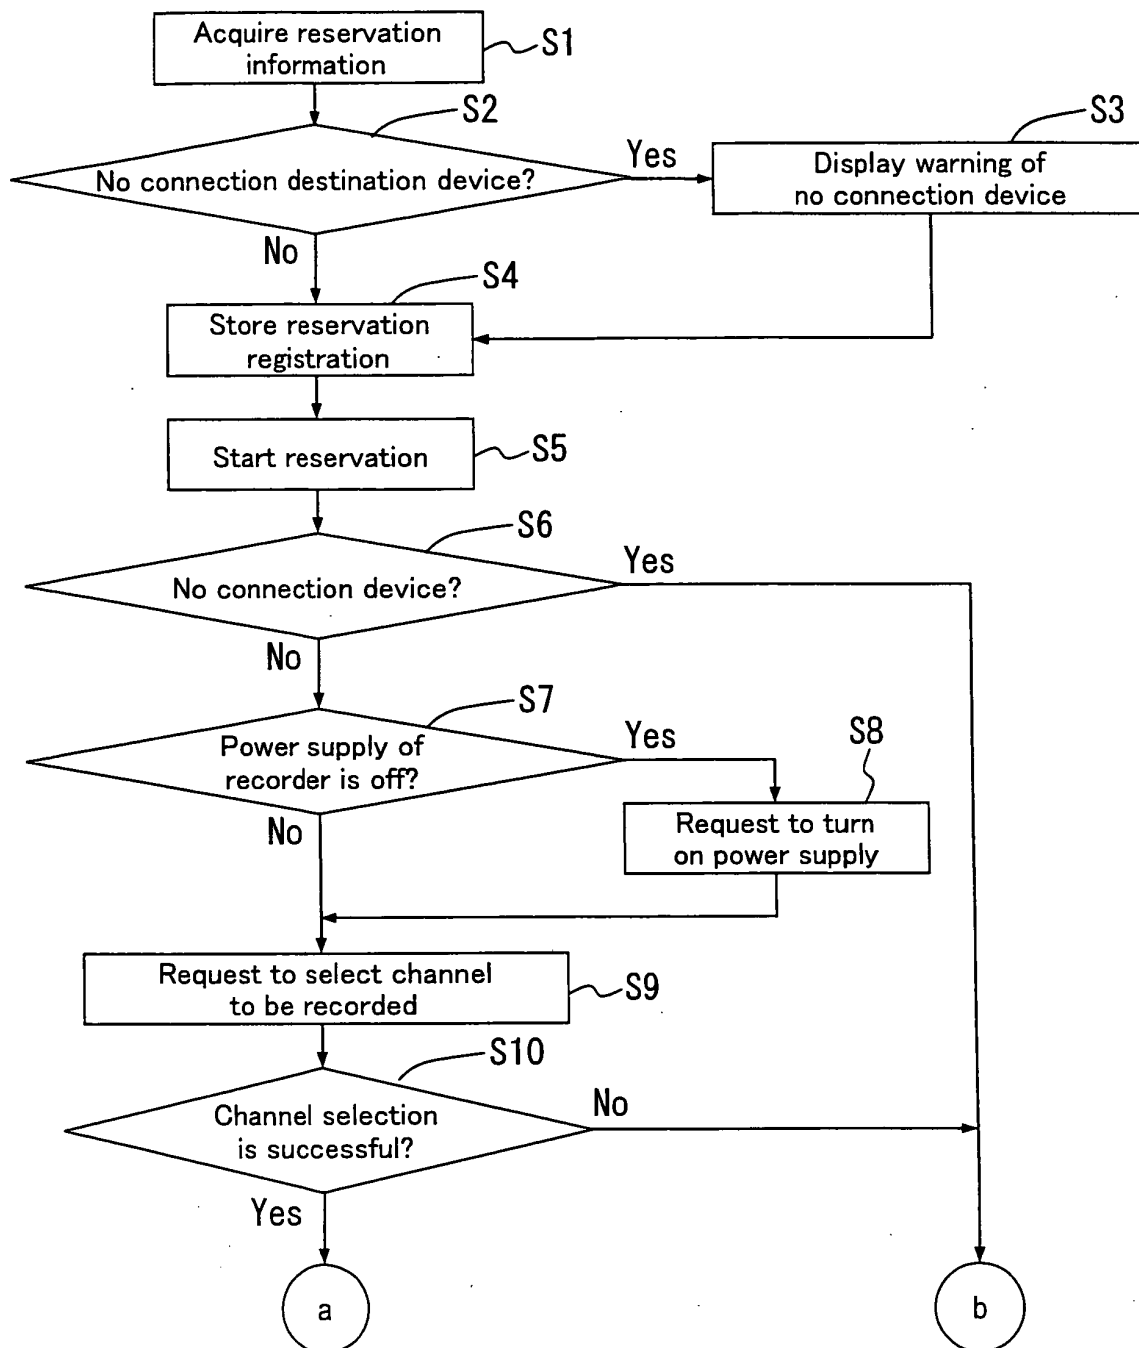 Acquire reservation
information
S1
S2
No connection destination device?
Yes
S3
Display warning of
no connection device
No
S4
Store reservation
registration
Start reservation
S5
S6
No connection device?
Yes
No
S7
Power supply of
recorder is off?
Yes
S8
Request to turn
on power supply
No
Request to select channel
to be recorded
S9
S10
Channel selection
is successful?
No
Yes
a
b